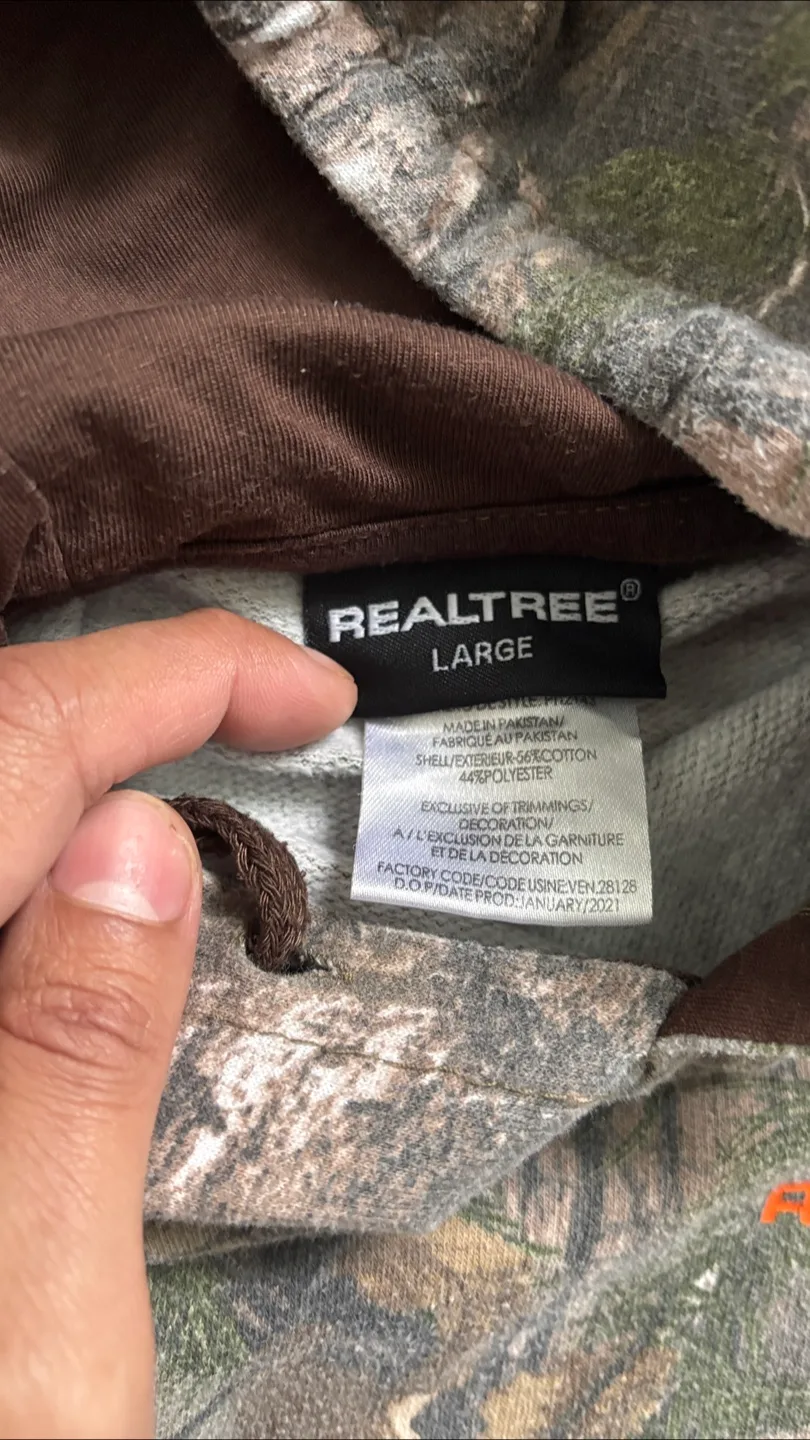 REALTREE®
LARGE
MADE IN PAKISTAN/
FABRIQUÉ AU PAKISTAN
SHELL/EXTERIEUR-56%COTTON
44%POLYESTER
EXCLUSIVE OF TRIMMINGS/
DECORATION/
A / L'EXCLUSION DE LA GARNITURE
ET DE LA DÉCORATION
FACTORY CODE/CODE USINE:VEN.28128
D.O.P/DATE PROD:JANUARY/2021